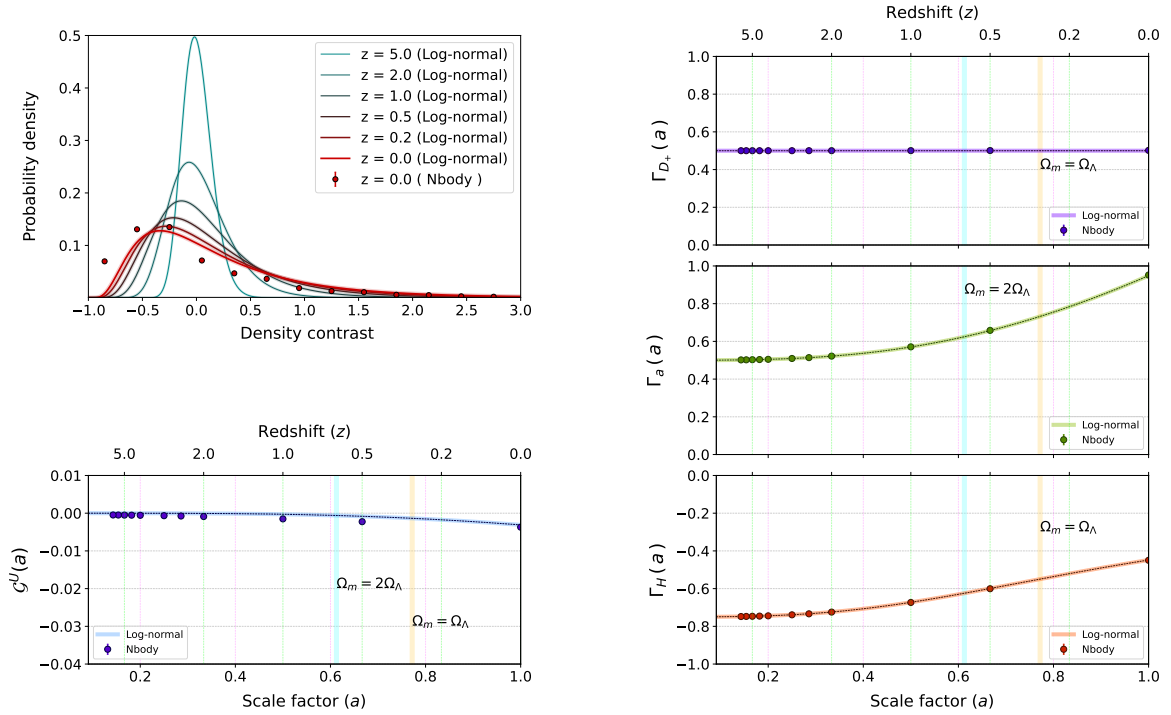 0.5
0.4
0.3
0.2
0.1
Probability density
−1.0 −0.5 0.0 0.5 1.0 1.5 2.0 2.5 3.0
Density contrast
z = 5.0 (Log-normal)
z = 2.0 (Log-normal)
z = 1.0 (Log-normal)
z = 0.5 (Log-normal)
z = 0.2 (Log-normal)
z = 0.0 (Log-normal)
z = 0.0 ( Nbody )
Redshift (z)
5.0 2.0 1.0 0.5 0.2 0.0
0.01
0.00
−0.01
−0.02
−0.03
−0.04
𝒢ᵁ(a)
Ωₘ = 2Ω_Λ
Ωₘ = Ω_Λ
Log-normal
Nbody
0.2 0.4 0.6 0.8 1.0
Scale factor (a)
Redshift (z)
5.0 2.0 1.0 0.5 0.2 0.0
1.0
0.8
0.6
0.4
0.2
0.0
Γ_{D₊}(a)
Ωₘ = Ω_Λ
Log-normal
Nbody
1.0
0.8
0.6
0.4
0.2
0.0
Γₐ(a)
Ωₘ = 2Ω_Λ
Log-normal
Nbody
0.0
−0.2
−0.4
−0.6
−0.8
−1.0
Γ_H(a)
Ωₘ = Ω_Λ
Log-normal
Nbody
0.2 0.4 0.6 0.8 1.0
Scale factor (a)